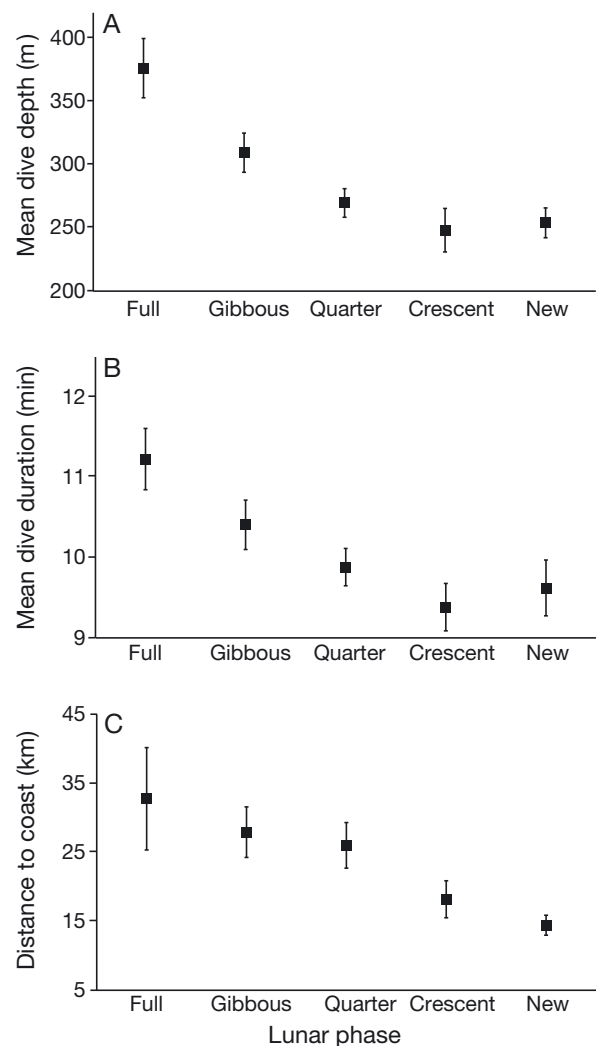 A
Mean dive depth (m)
400
350
300
250
200
Full Gibbous Quarter Crescent New
B
Mean dive duration (min)
12
11
10
9
Full Gibbous Quarter Crescent New
C
Distance to coast (km)
45
35
25
15
5
Full Gibbous Quarter Crescent New
Lunar phase